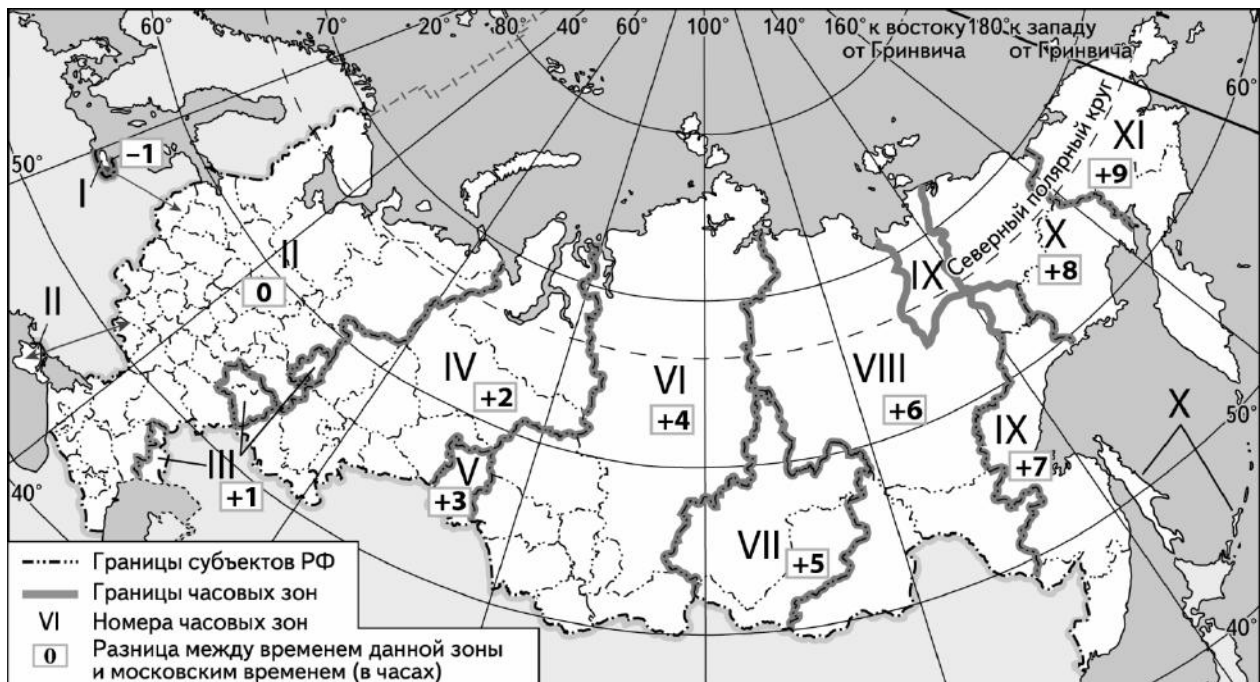 60° 70° 20° 40° 60° 80° 100° 120° 140° 160° к востоку 180° к западу
от Гринвича от Гринвича
60°
50°
–1
I
Северный полярный круг
XI
+9
II
0
X
+8
IX
II
50°
IV
+2
VI
+4
VIII
+6
X
IX
+7
III
+1
V
+3
40°
VII
+5
40°
Границы субъектов РФ
Границы часовых зон
VI Номера часовых зон
0 Разница между временем данной зоны
и московским временем (в часах)